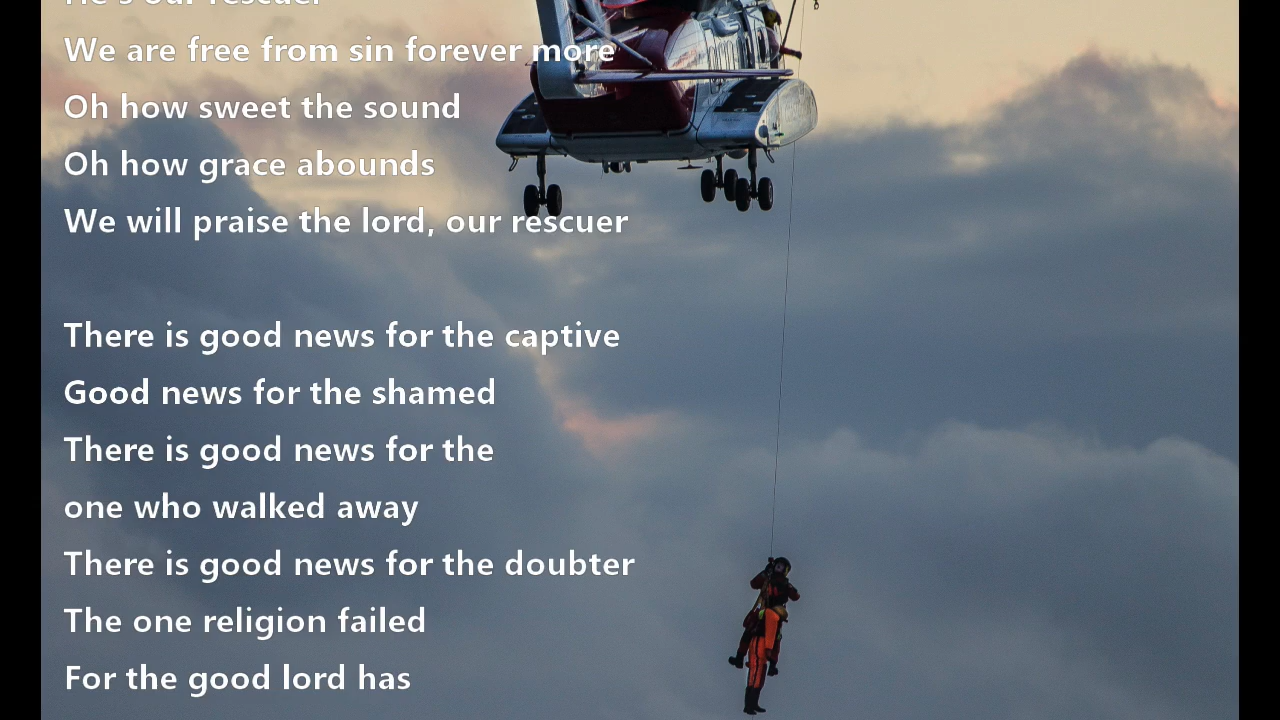 He's our rescuer
We are free from sin forever more
Oh how sweet the sound
Oh how grace abounds
We will praise the lord, our rescuer
There is good news for the captive
Good news for the shamed
There is good news for the
one who walked away
There is good news for the doubter
The one religion failed
For the good lord has